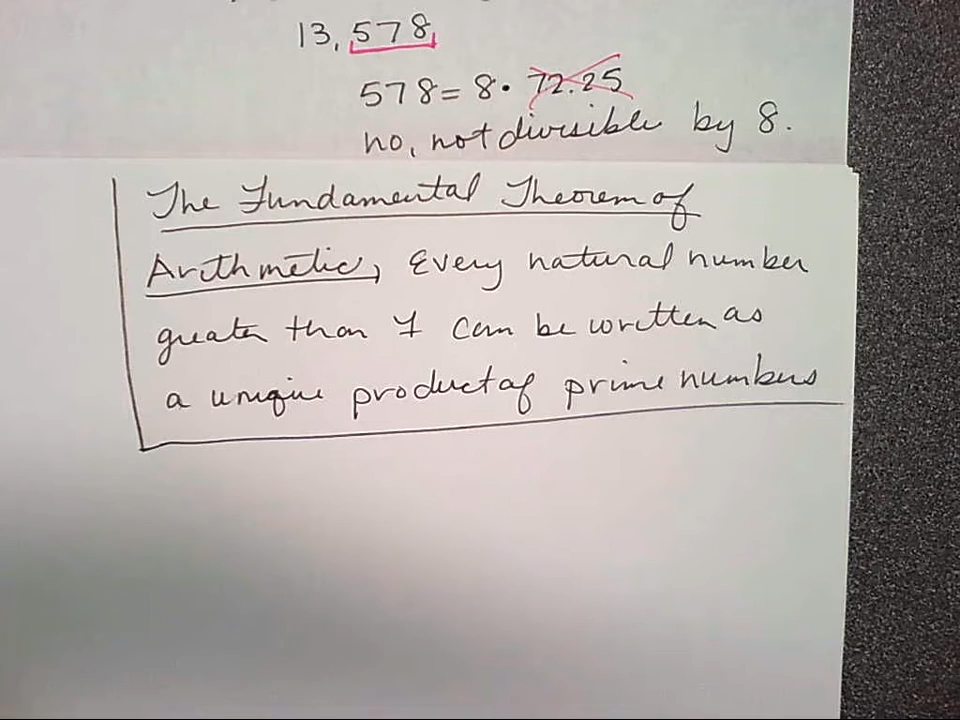 13,578
578 = 8 · 72.25
no, not divisible by 8.
The Fundamental Theorem of
Arithmetic, Every natural number
greater than 1 can be written as
a unique product of prime numbers